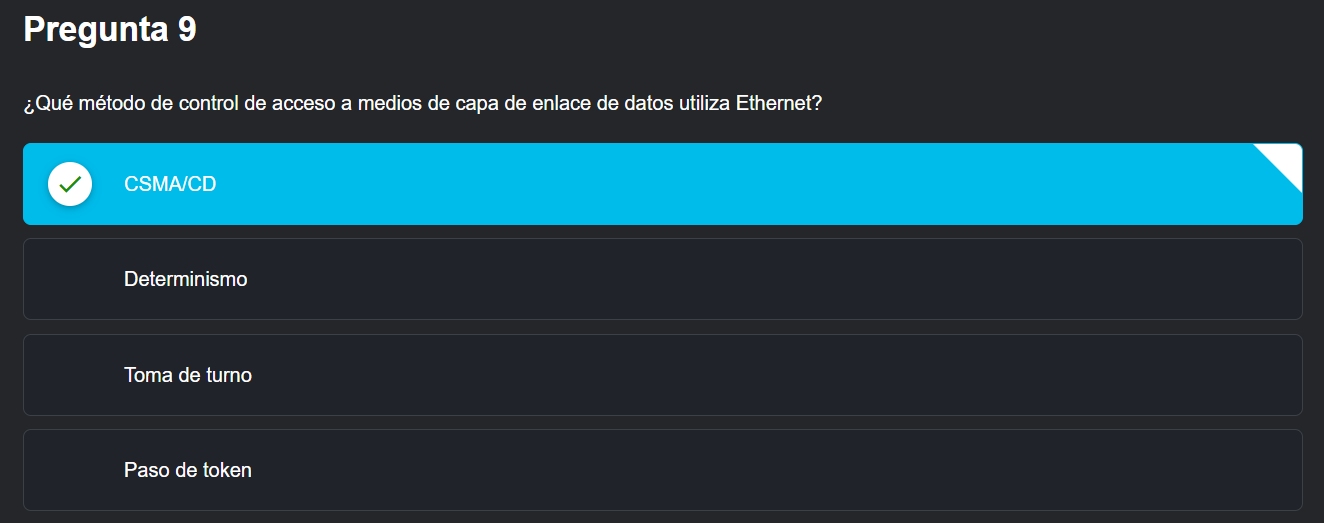 Pregunta 9
¿Qué método de control de acceso a medios de capa de enlace de datos utiliza Ethernet?
CSMA/CD
Determinismo
Toma de turno
Paso de token